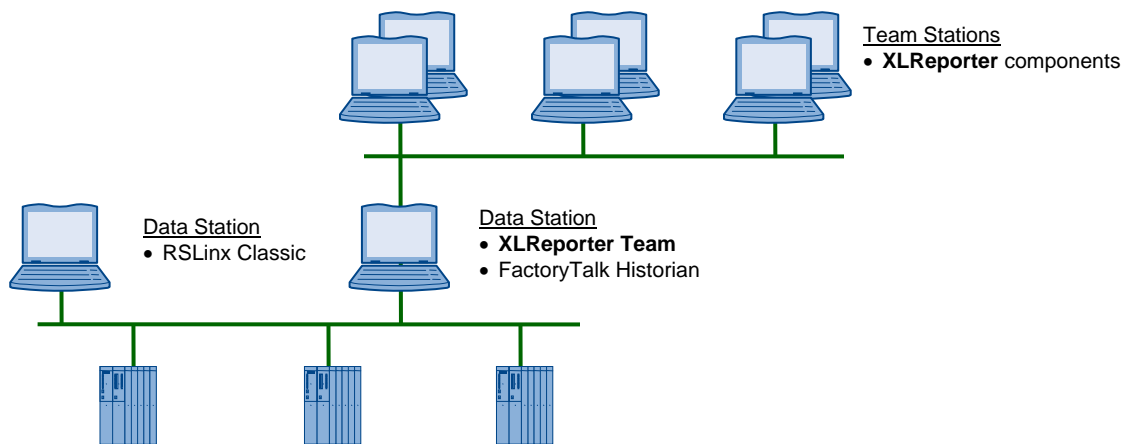 Team Stations
• XLReporter components
Data Station
• RSLinx Classic
Data Station
• XLReporter Team
• FactoryTalk Historian